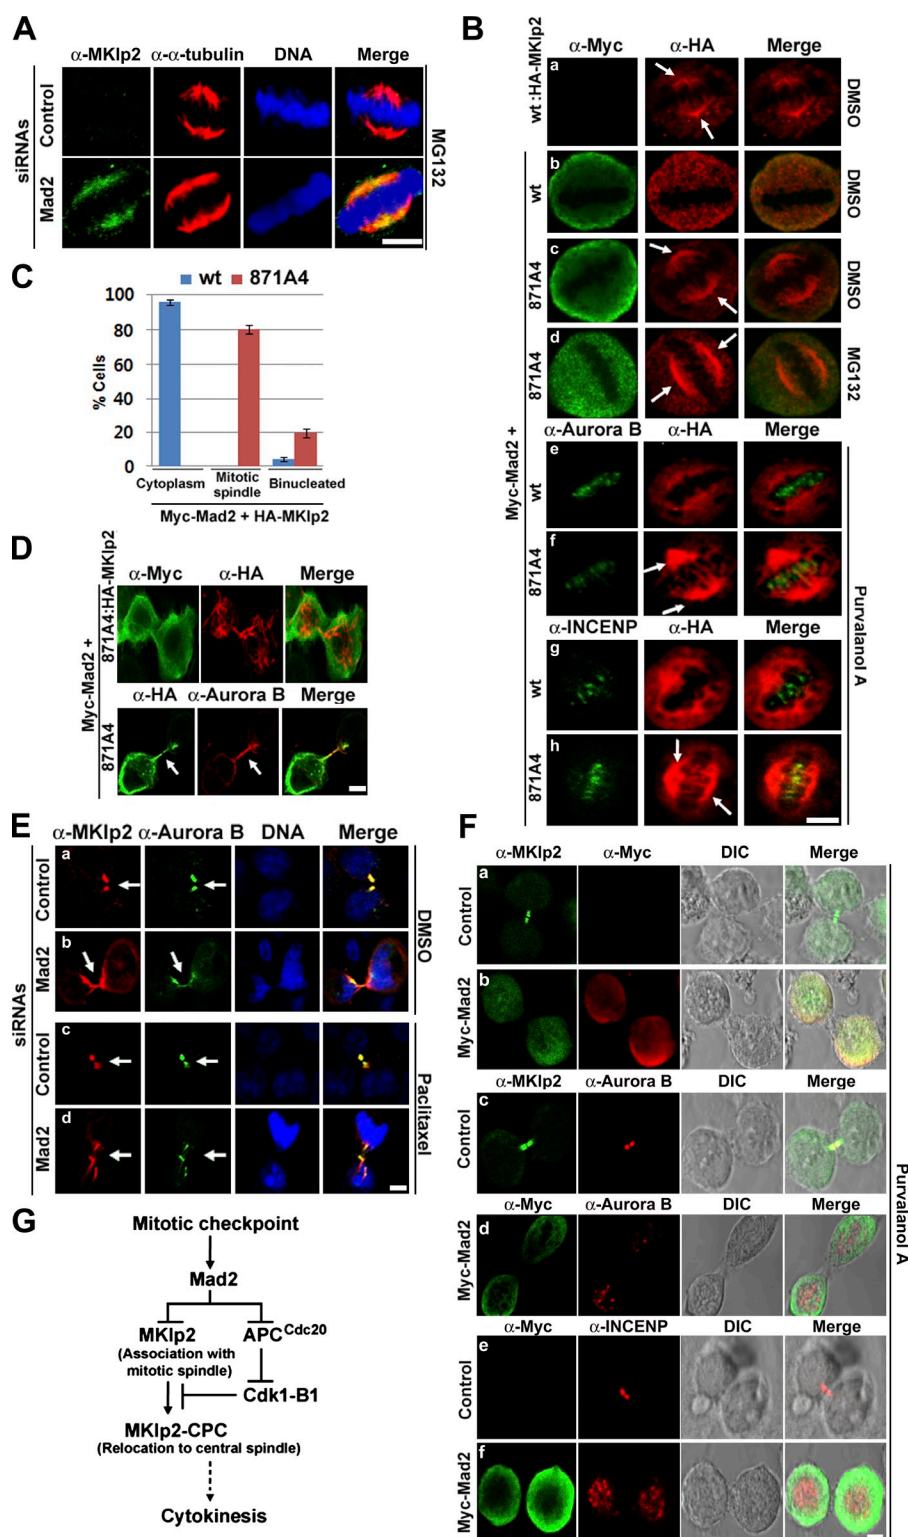 A
α-MKlp2 α-α-tubulin DNA Merge
siRNAs
Control
Mad2
MG132
B
α-Myc α-HA Merge
wt :HA-MKlp2
a
DMSO
Myc-Mad2 +
wt
b
DMSO
871A4
c
DMSO
871A4
d
MG132
α-Aurora B α-HA Merge
wt
e
871A4
f
α-INCENP α-HA Merge
wt
g
871A4
h
Purvalanol A
C
wt 871A4
% Cells
100
80
60
40
20
0
Cytoplasm Mitotic spindle Binucleated
Myc-Mad2 + HA-MKlp2
D
Myc-Mad2 +
871A4:HA-MKlp2
α-Myc α-HA Merge
871A4
α-HA α-Aurora B Merge
E
α-MKlp2 α-Aurora B DNA Merge
siRNAs
Control
a
Mad2
b
DMSO
Control
c
Mad2
d
Paclitaxel
F
α-MKlp2 α-Myc DIC Merge
a
Control
b
Myc-Mad2
α-MKlp2 α-Aurora B DIC Merge
c
Control
α-Myc α-Aurora B DIC Merge
d
Myc-Mad2
α-Myc α-INCENP DIC Merge
e
Control
f
Myc-Mad2
Purvalanol A
G
Mitotic checkpoint
Mad2
MKlp2 APC Cdc20
(Association with
mitotic spindle)
Cdk1-B1
MKlp2-CPC
(Relocation to central spindle)
Cytokinesis